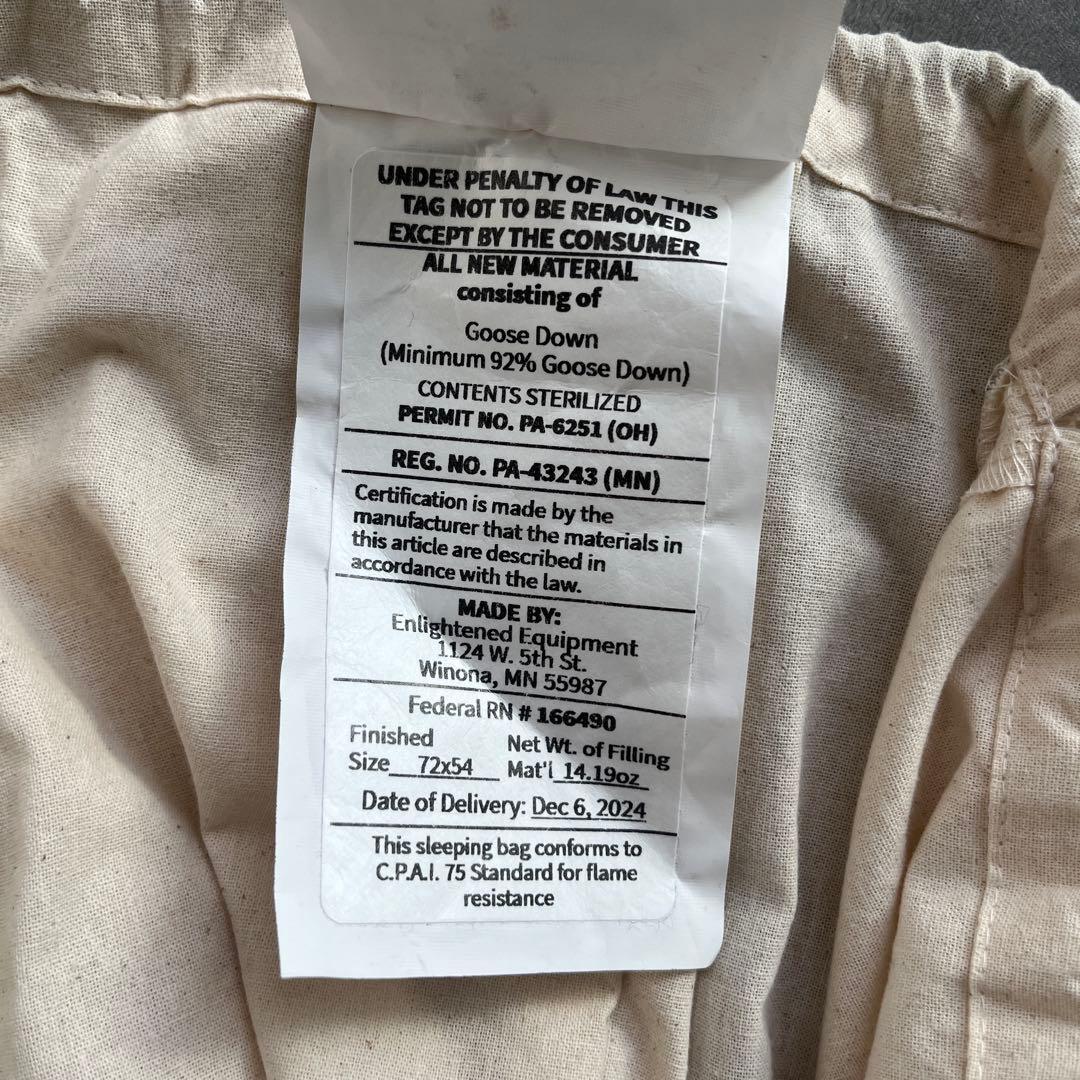 UNDER PENALTY OF LAW THIS
TAG NOT TO BE REMOVED
EXCEPT BY THE CONSUMER
ALL NEW MATERIAL
consisting of
Goose Down
(Minimum 92% Goose Down)
CONTENTS STERILIZED
PERMIT NO. PA-6251 (OH)
REG. NO. PA-43243 (MN)
Certification is made by the
manufacturer that the materials in
this article are described in
accordance with the law.
MADE BY:
Enlightened Equipment
1124 W. 5th St.
Winona, MN 55987
Federal RN # 166490
Finished
Size 72x54
Net Wt. of Filling
Mat'l 14.19oz
Date of Delivery: Dec 6, 2024
This sleeping bag conforms to
C.P.A.I. 75 Standard for flame
resistance